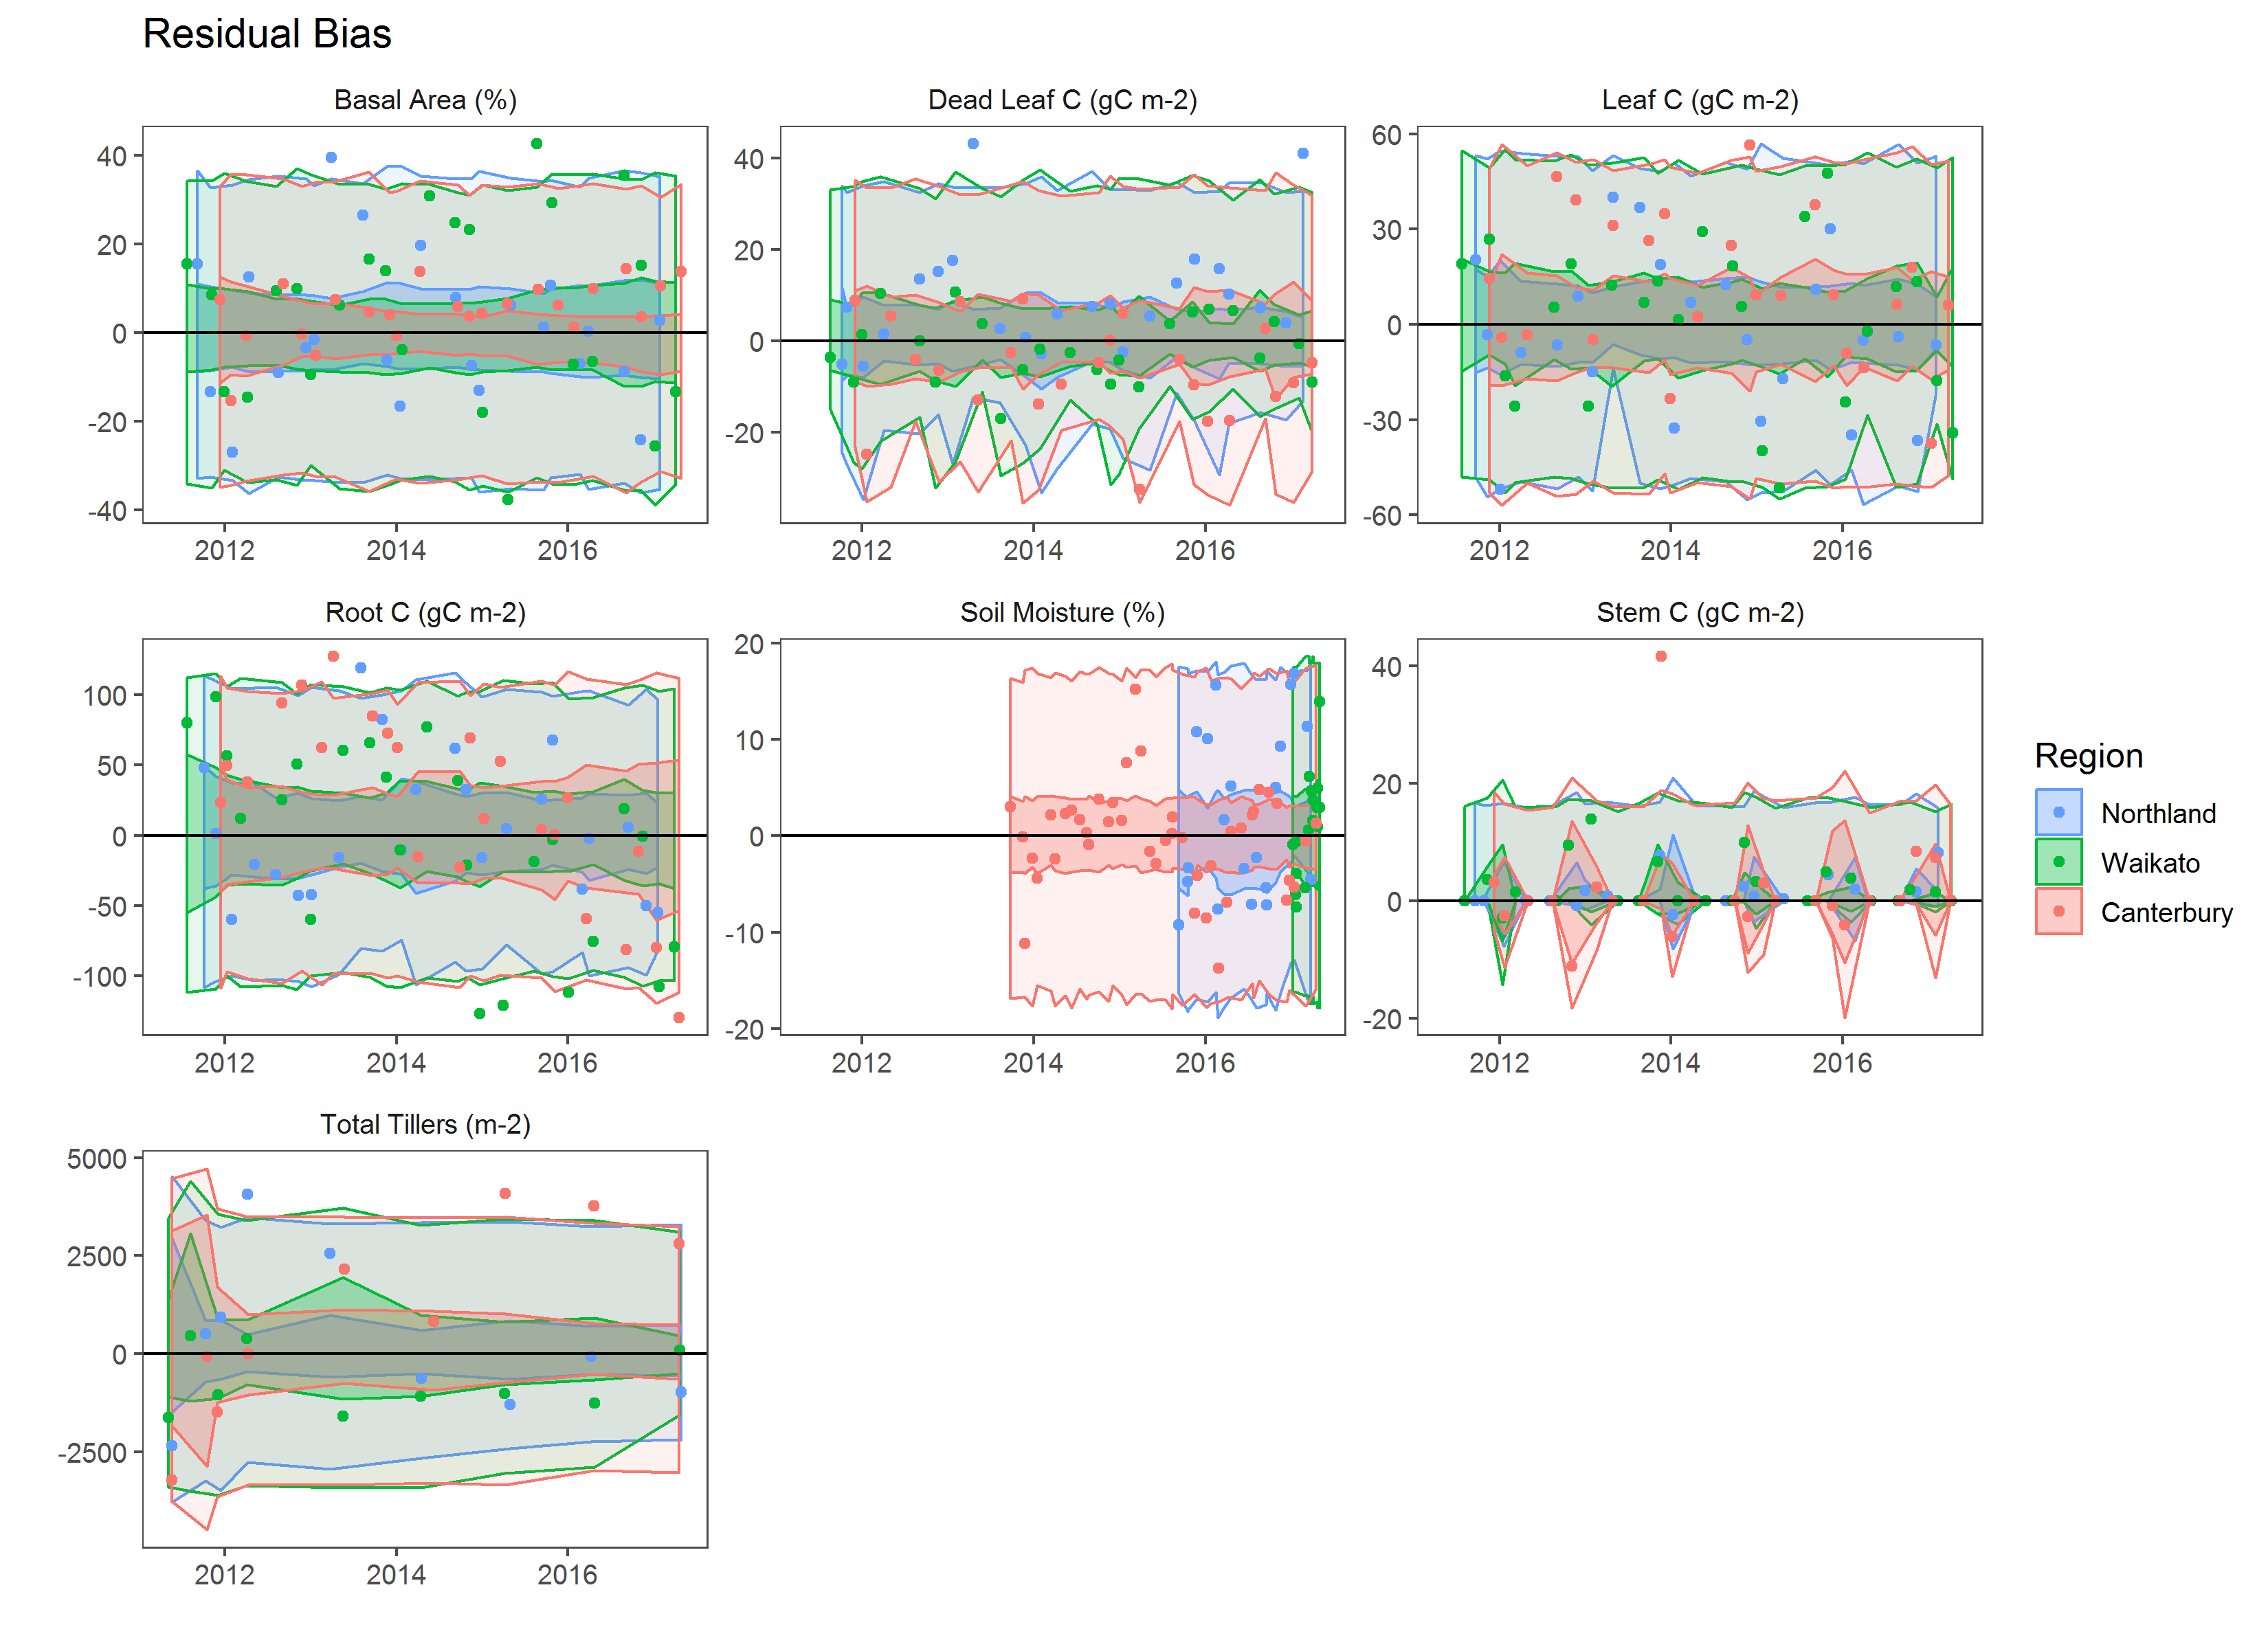 Residual Bias
Basal Area (%)
Dead Leaf C (gC m-2)
Leaf C (gC m-2)
40
20
0
-20
-40
2012 2014 2016
40
20
0
-20
2012 2014 2016
60
30
0
-30
-60
2012 2014 2016
Root C (gC m-2)
Soil Moisture (%)
Stem C (gC m-2)
100
50
0
-50
-100
2012 2014 2016
20
10
0
-10
-20
2012 2014 2016
40
20
0
-20
2012 2014 2016
Region
Northland
Waikato
Canterbury
Total Tillers (m-2)
5000
2500
0
-2500
2012 2014 2016